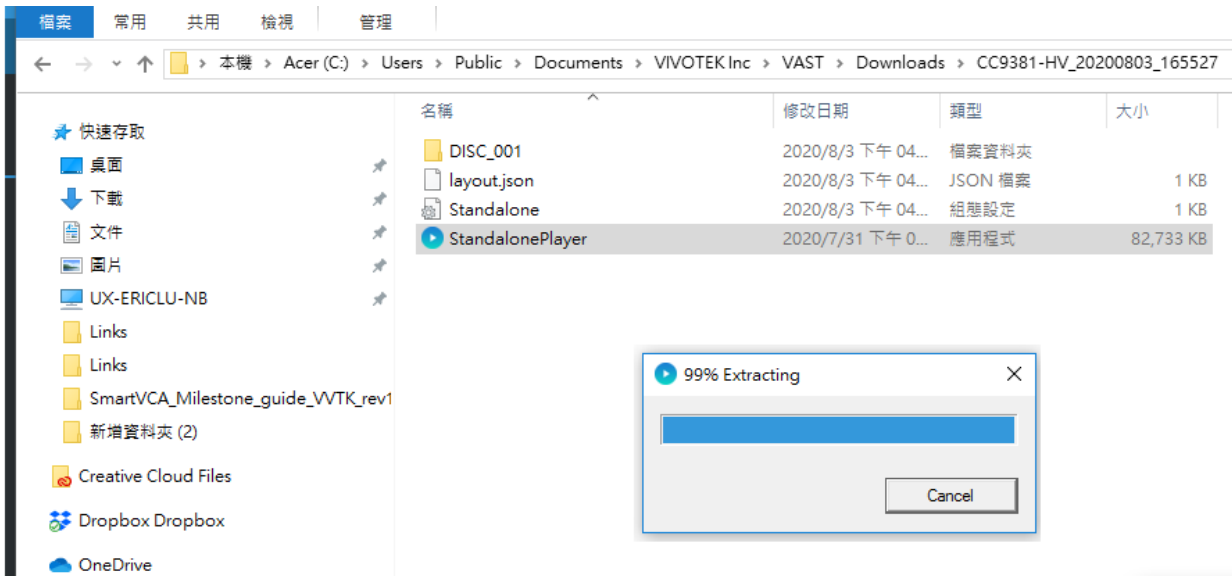 檔案 常用 共用 檢視 管理
本機 › Acer (C:) › Users › Public › Documents › VIVOTEK Inc › VAST › Downloads › CC9381-HV_20200803_165527
名稱 修改日期 類型 大小
快速存取
桌面
下載
文件
圖片
UX-ERICLU-NB
Links
Links
SmartVCA_Milestone_guide_VVTK_rev1
新增資料夾 (2)
Creative Cloud Files
Dropbox Dropbox
OneDrive
DISC_001 2020/8/3 下午 04... 檔案資料夾
layout.json 2020/8/3 下午 04... JSON 檔案 1 KB
Standalone 2020/8/3 下午 04... 組態設定 1 KB
StandalonePlayer 2020/7/31 下午 0... 應用程式 82,733 KB
99% Extracting
Cancel